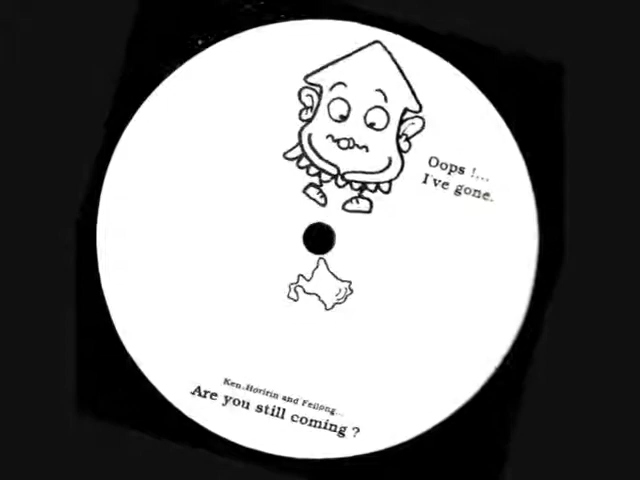 Oops !...
I've gone.
Ken,Horirin and Feilong...
Are you still coming ?